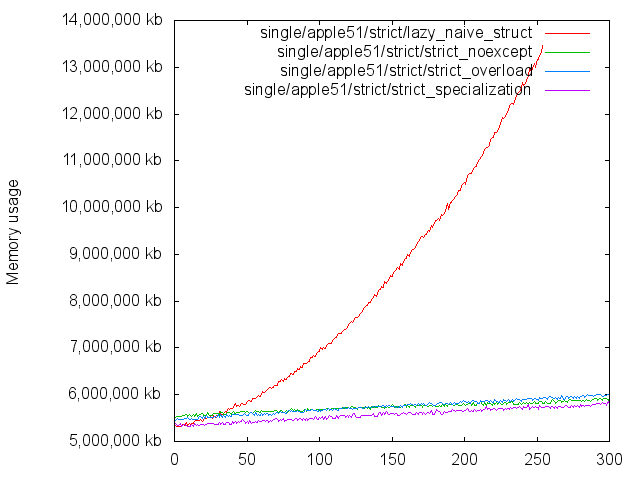 14,000,000 kb
13,000,000 kb
12,000,000 kb
11,000,000 kb
10,000,000 kb
9,000,000 kb
8,000,000 kb
7,000,000 kb
6,000,000 kb
5,000,000 kb
Memory usage
single/apple51/strict/lazy_naive_struct
single/apple51/strict/strict_noexcept
single/apple51/strict/strict_overload
single/apple51/strict/strict_specialization
0 50 100 150 200 250 300